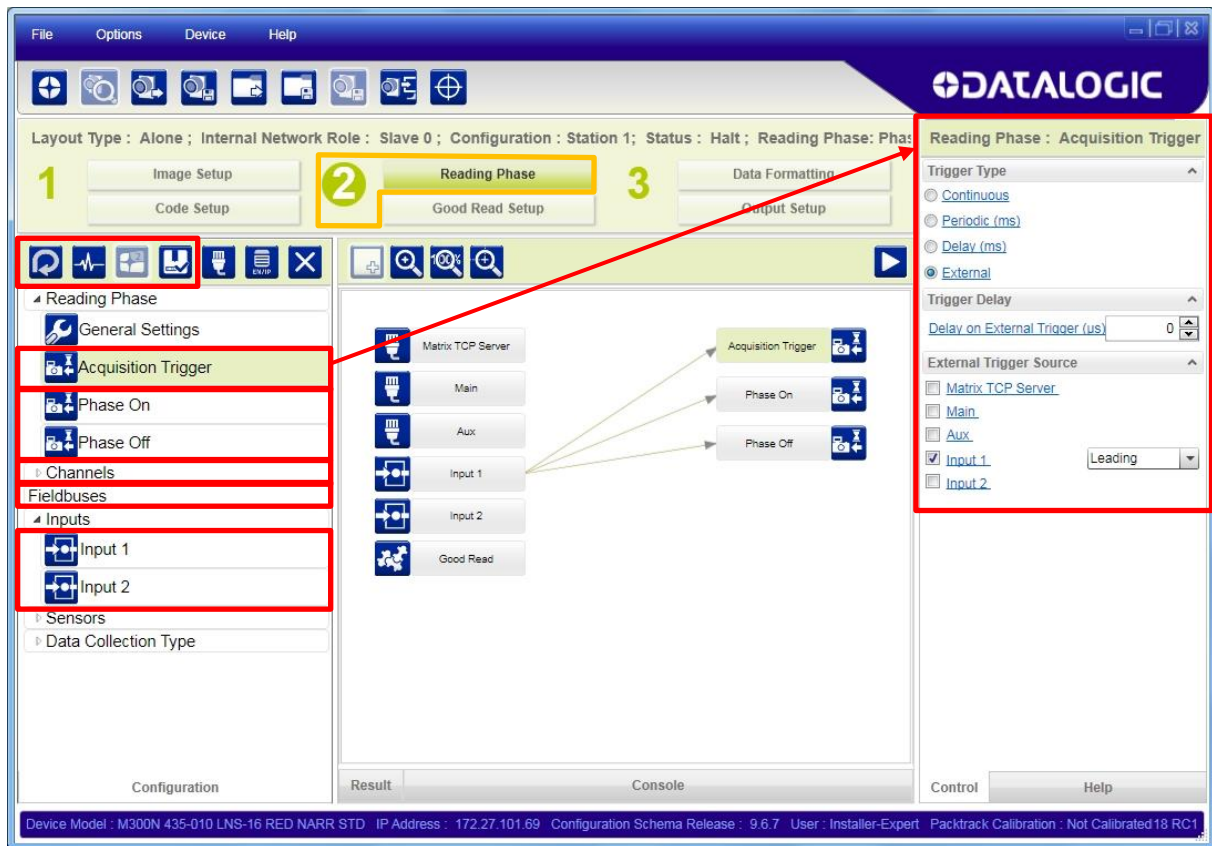 File Options Device Help
DATALOGIC
Layout Type : Alone ; Internal Network Role : Slave 0 ; Configuration : Station 1; Status : Halt ; Reading Phase: Phas
1 Image Setup
Code Setup
2 Reading Phase
Good Read Setup
3 Data Formatting
Output Setup
EN/IP
Reading Phase
General Settings
Acquisition Trigger
Phase On
Phase Off
Channels
Fieldbuses
Inputs
Input 1
Input 2
Sensors
Data Collection Type
Configuration
100%
Matrix TCP Server
Main
Aux
Input 1
Input 2
Good Read
Acquisition Trigger
Phase On
Phase Off
Result Console
Reading Phase : Acquisition Trigger
Trigger Type
Continuous
Periodic (ms)
Delay (ms)
External
Trigger Delay
Delay on External Trigger (us) 0
External Trigger Source
Matrix TCP Server
Main
Aux
Input 1 Leading
Input 2
Control Help
Device Model : M300N 435-010 LNS-16 RED NARR STD IP Address : 172.27.101.69 Configuration Schema Release : 9.6.7 User : Installer-Expert Packtrack Calibration : Not Calibrated 18 RC1